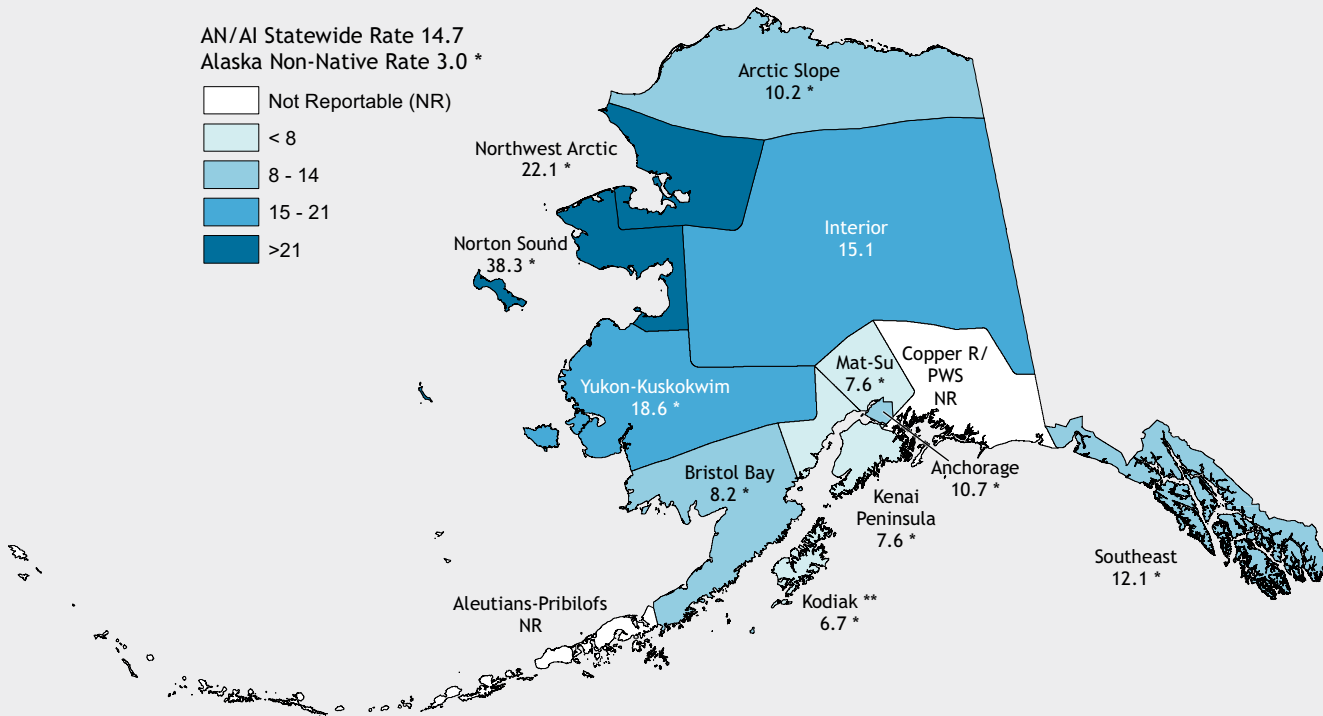 AN/AI Statewide Rate 14.7
Alaska Non-Native Rate 3.0 *
Not Reportable (NR)
< 8
8 - 14
15 - 21
>21
Arctic Slope
10.2 *
Northwest Arctic
22.1 *
Interior
15.1
Norton Sound
38.3 *
Copper R/
PWS
NR
Mat-Su
7.6 *
Yukon-Kuskokwim
18.6 *
Anchorage
10.7 *
Bristol Bay
8.2 *
Kenai
Peninsula
7.6 *
Southeast
12.1 *
Kodiak **
6.7 *
Aleutians-Pribilofs
NR